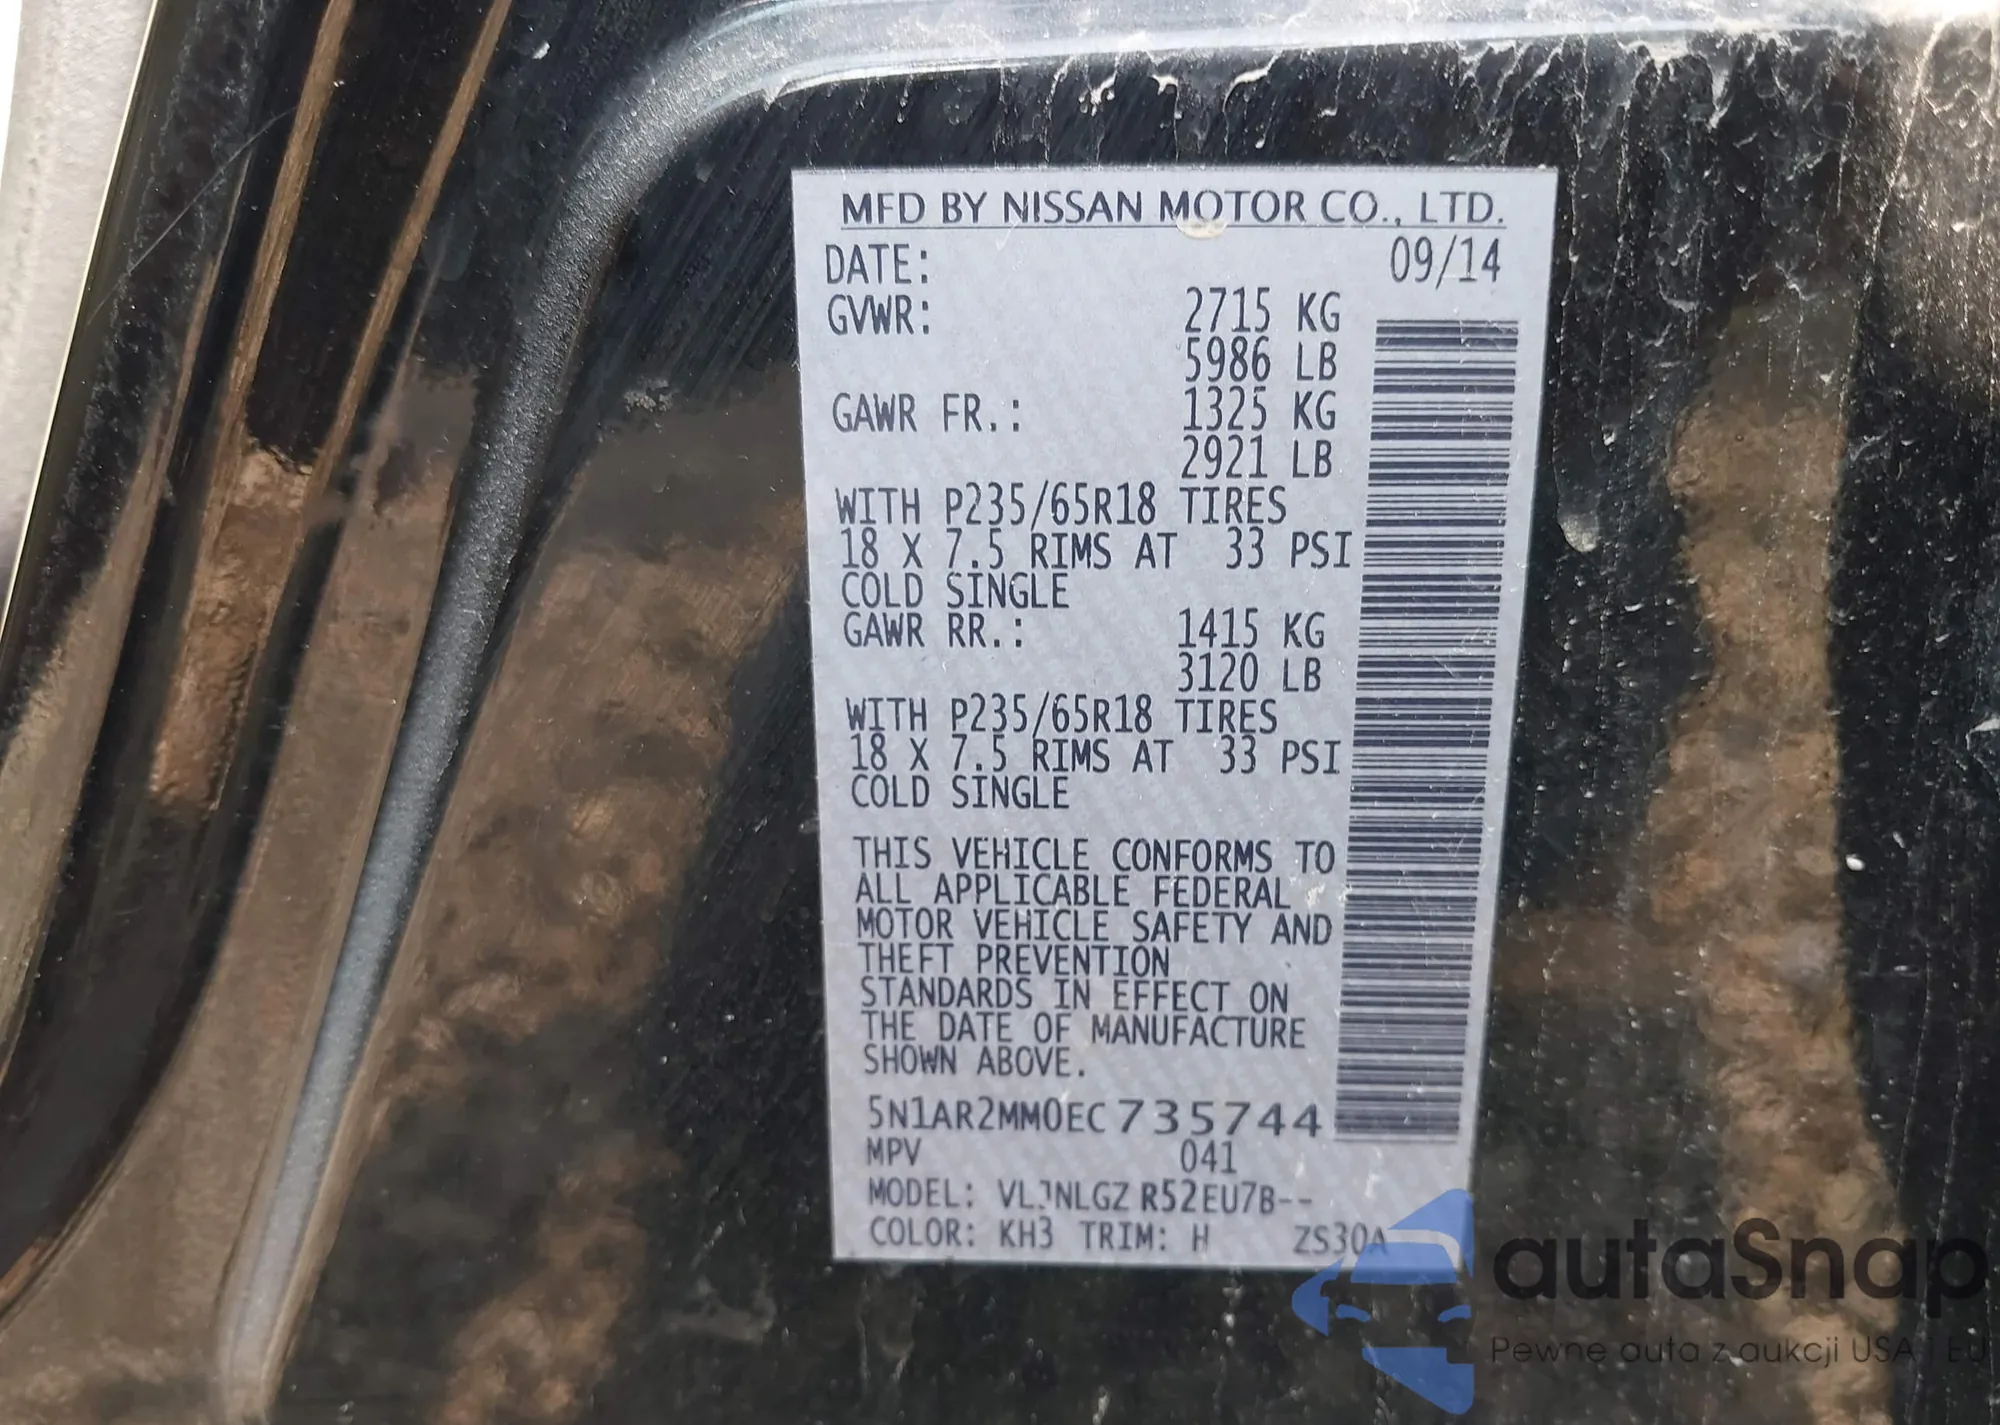 MFD BY NISSAN MOTOR CO., LTD.
DATE: 09/14
GVWR: 2715 KG
5986 LB
GAWR FR.: 1325 KG
2921 LB
WITH P235/65R18 TIRES
18 X 7.5 RIMS AT 33 PSI
COLD SINGLE
GAWR RR.: 1415 KG
3120 LB
WITH P235/65R18 TIRES
18 X 7.5 RIMS AT 33 PSI
COLD SINGLE
THIS VEHICLE CONFORMS TO
ALL APPLICABLE FEDERAL
MOTOR VEHICLE SAFETY AND
THEFT PREVENTION
STANDARDS IN EFFECT ON
THE DATE OF MANUFACTURE
SHOWN ABOVE.
5N1AR2MM0EC735744
MPV 041
MODEL: R52EU7B--
COLOR: KH3 TRIM: H ZS30A
autaSnap
Pewne auta z aukcji USA i EU